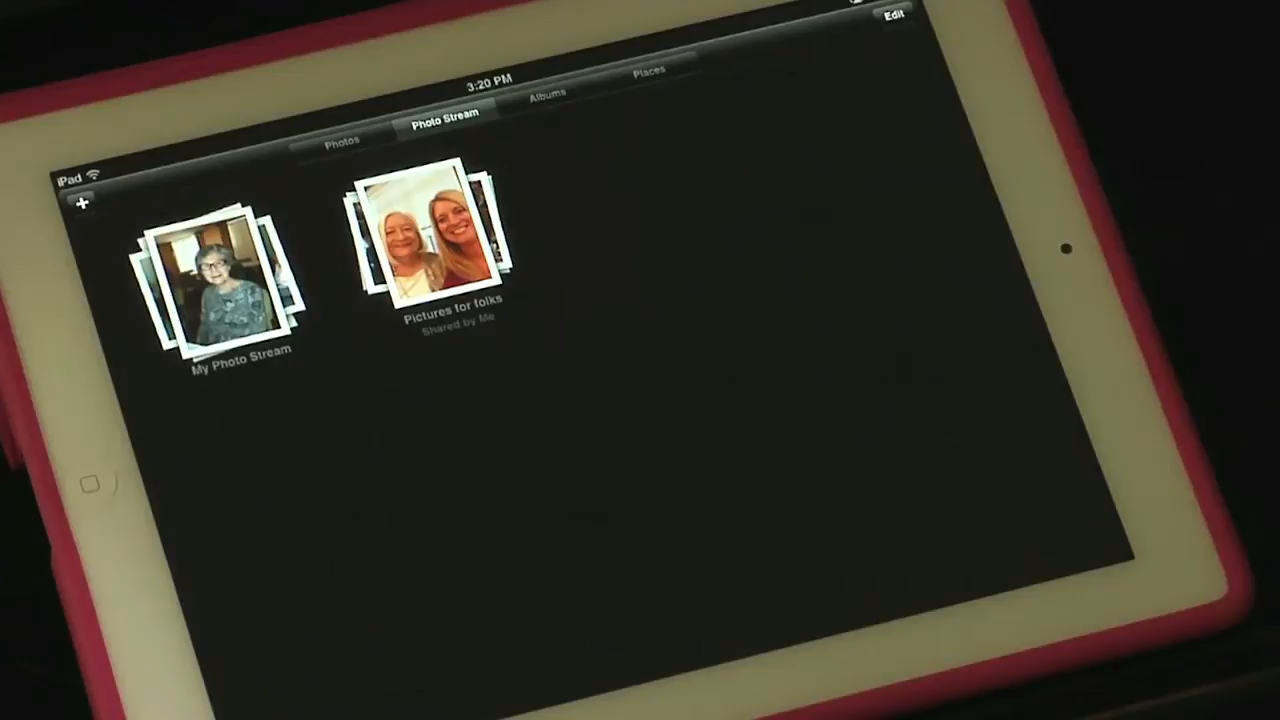 iPad
3:20 PM
+
Photos
Photo Stream
Albums
Places
Edit
My Photo Stream
Pictures for folks
Shared by Me